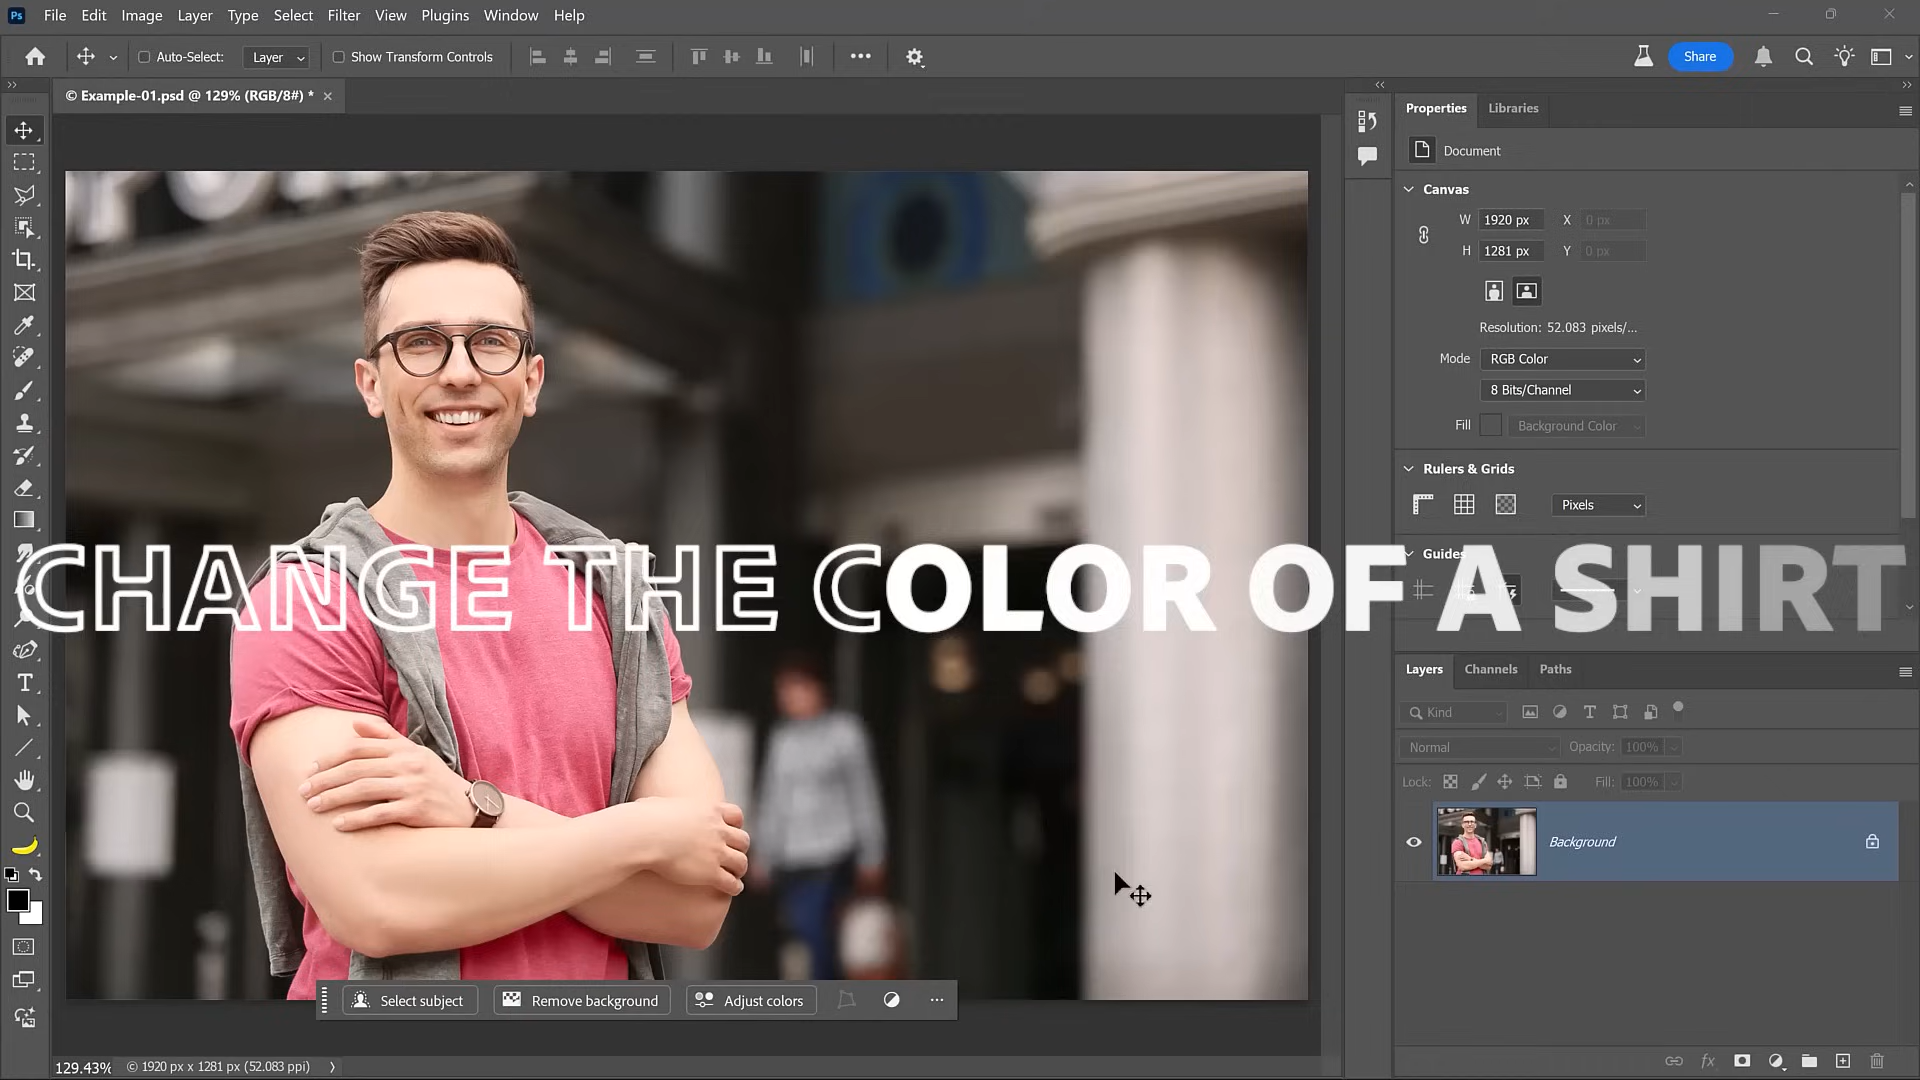 Ps File Edit Image Layer Type Select Filter View Plugins Window Help
Auto-Select: Layer Show Transform Controls Share
© Example-01.psd @ 129% (RGB/8#) *
Properties Libraries
Document
Canvas
W 1920 px X 0 px
H 1281 px Y 0 px
Resolution: 52.083 pixels/...
Mode RGB Color
8 Bits/Channel
Fill Background Color
Rulers & Grids
Pixels
Guides
CHANGE THE COLOR OF A SHIRT
Layers Channels Paths
Kind
Normal Opacity: 100%
Lock: Fill: 100%
Background
Select subject Remove background Adjust colors
129.43% © 1920 px x 1281 px (52.083 ppi)